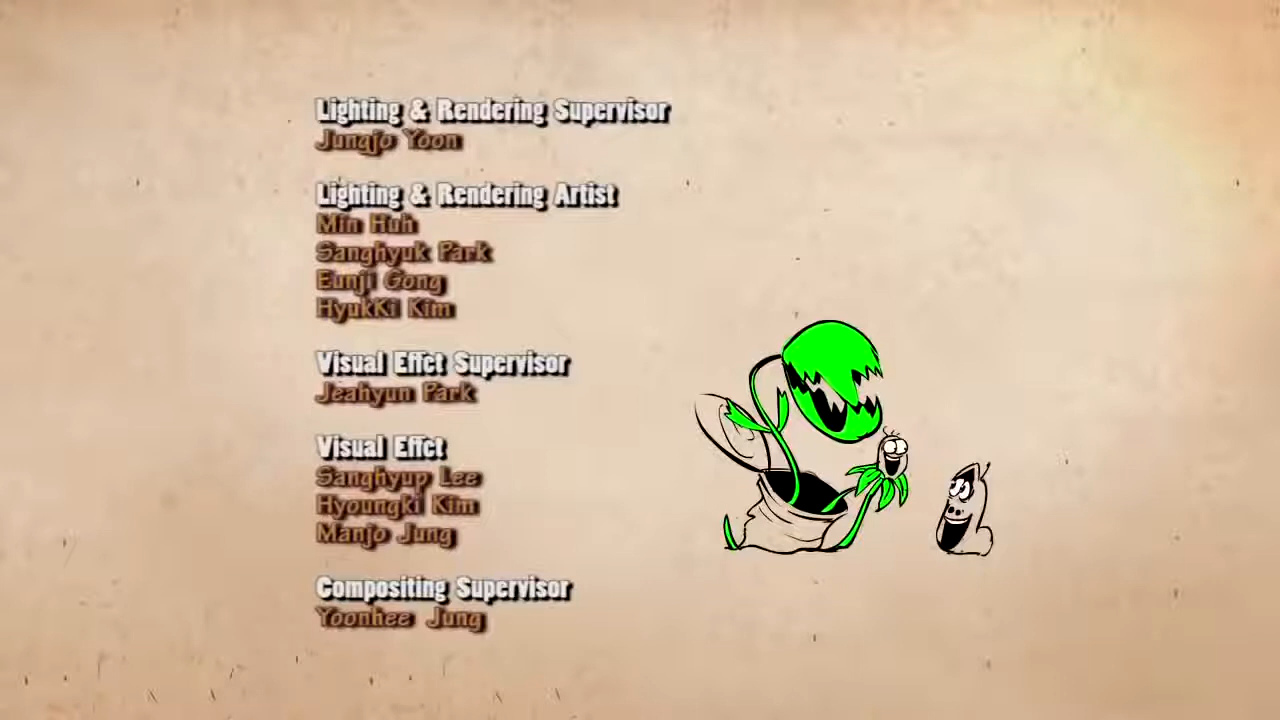 Lighting & Rendering Supervisor
Jungjo Yoon
Lighting & Rendering Artist
Min Huh
Sanghyuk Park
Eunji Gong
HyukKi Kim
Visual Effct Supervisor
Jeahyun Park
Visual Effct
Sanghyup Lee
Hyoungki Kim
Manjo Jung
Compositing Supervisor
Yoonhee Jung